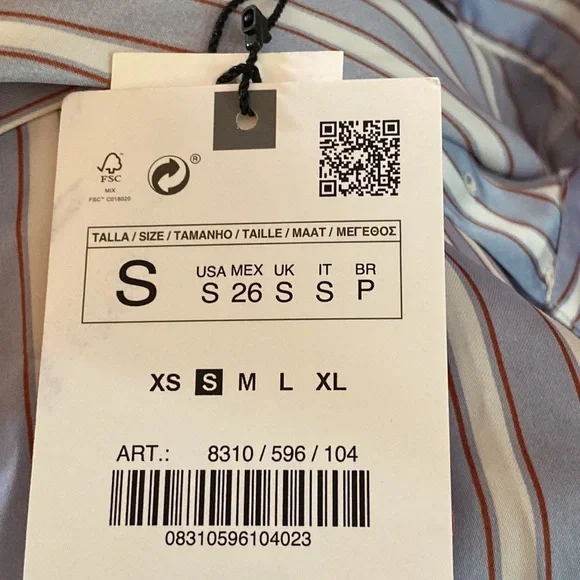 FSC
MIX
FSC™ C018020
®
TALLA / SIZE / TAMANHO / TAILLE / MAAT / ΜΕΓΕΘΟΣ
S
USA MEX UK IT BR
S 26 S S P
XS S M L XL
ART.: 8310 / 596 / 104
08310596104023